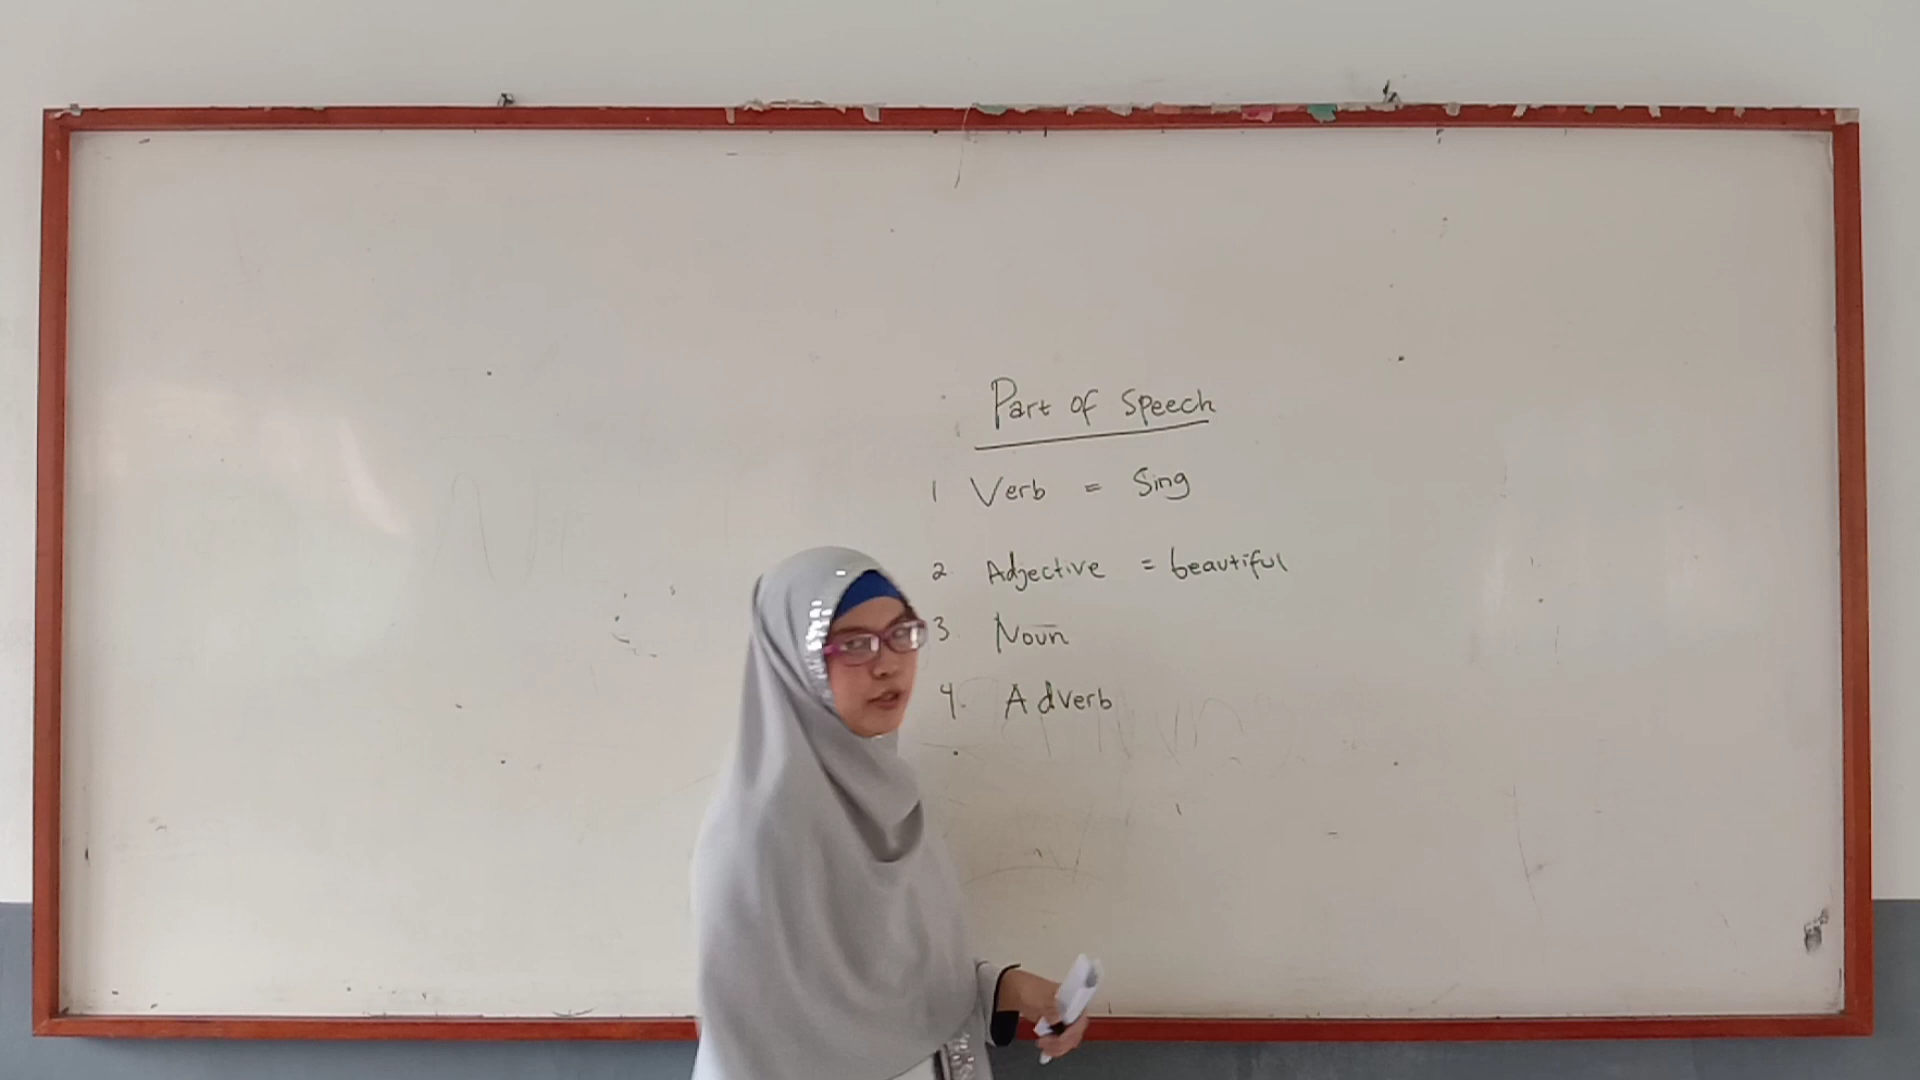 Part of Speech
1 Verb = Sing
2. Adjective = beautiful
3. Noun
4. Adverb